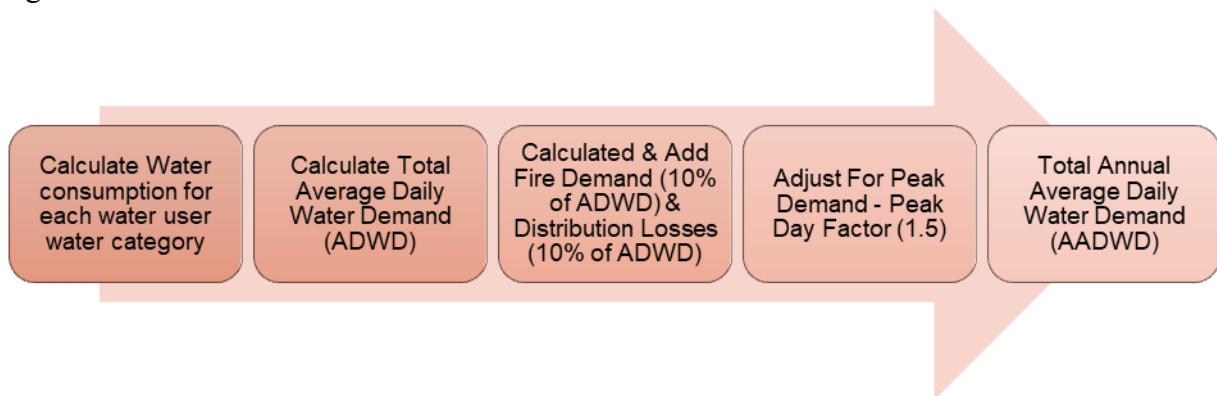 Calculate Water
consumption for
each water user
water category
Calculate Total
Average Daily
Water Demand
(ADWD)
Calculated & Add
Fire Demand (10%
of ADWD) &
Distribution Losses
(10% of ADWD)
Adjust For Peak
Demand - Peak
Day Factor (1.5)
Total Annual
Average Daily
Water Demand
(AADWD)